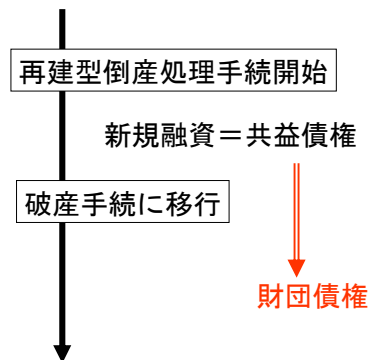 再建型倒産処理手続開始
新規融資＝共益債権
破産手続に移行
財団債権